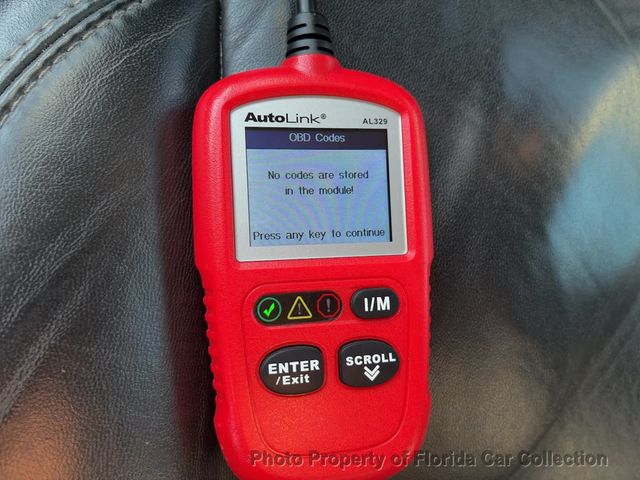 AutoLink®
AL329
OBD Codes
No codes are stored
in the module!
Press any key to continue
I/M
ENTER
/Exit
SCROLL
Photo Property of Florida Car Collection